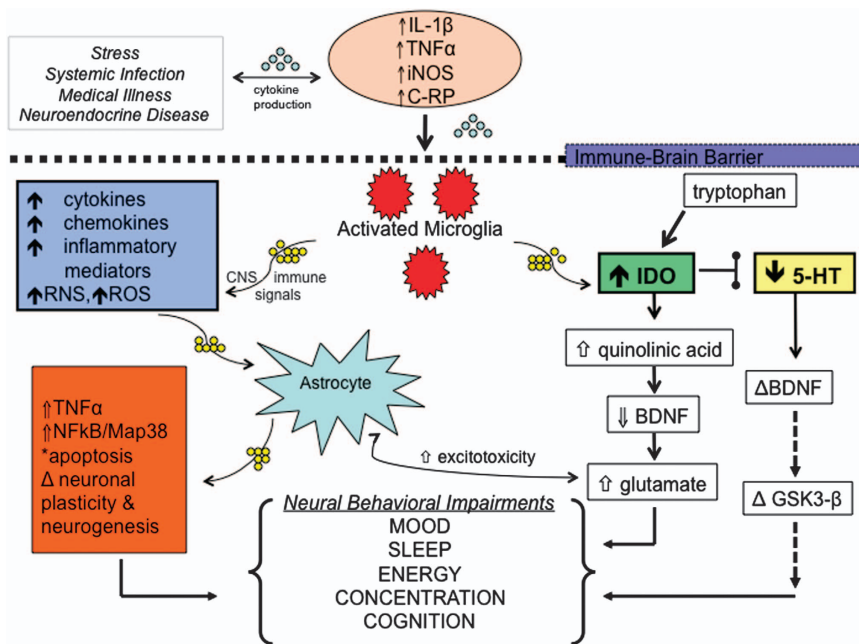 Stress
Systemic Infection
Medical Illness
Neuroendocrine Disease
cytokine
production
↑IL-1β
↑TNFα
↑iNOS
↑C-RP
Immune-Brain Barrier
↑ cytokines
↑ chemokines
↑ inflammatory
mediators
↑RNS,↑ROS
Activated Microglia
CNS immune
signals
tryptophan
↑ IDO
↓ 5-HT
⇧ quinolinic acid
⇓ BDNF
⇧ glutamate
ΔBDNF
Δ GSK3-β
Astrocyte
⇧ excitotoxicity
⇑TNFα
⇑NFkB/Map38
*apoptosis
Δ neuronal
plasticity &
neurogenesis
Neural Behavioral Impairments
MOOD
SLEEP
ENERGY
CONCENTRATION
COGNITION